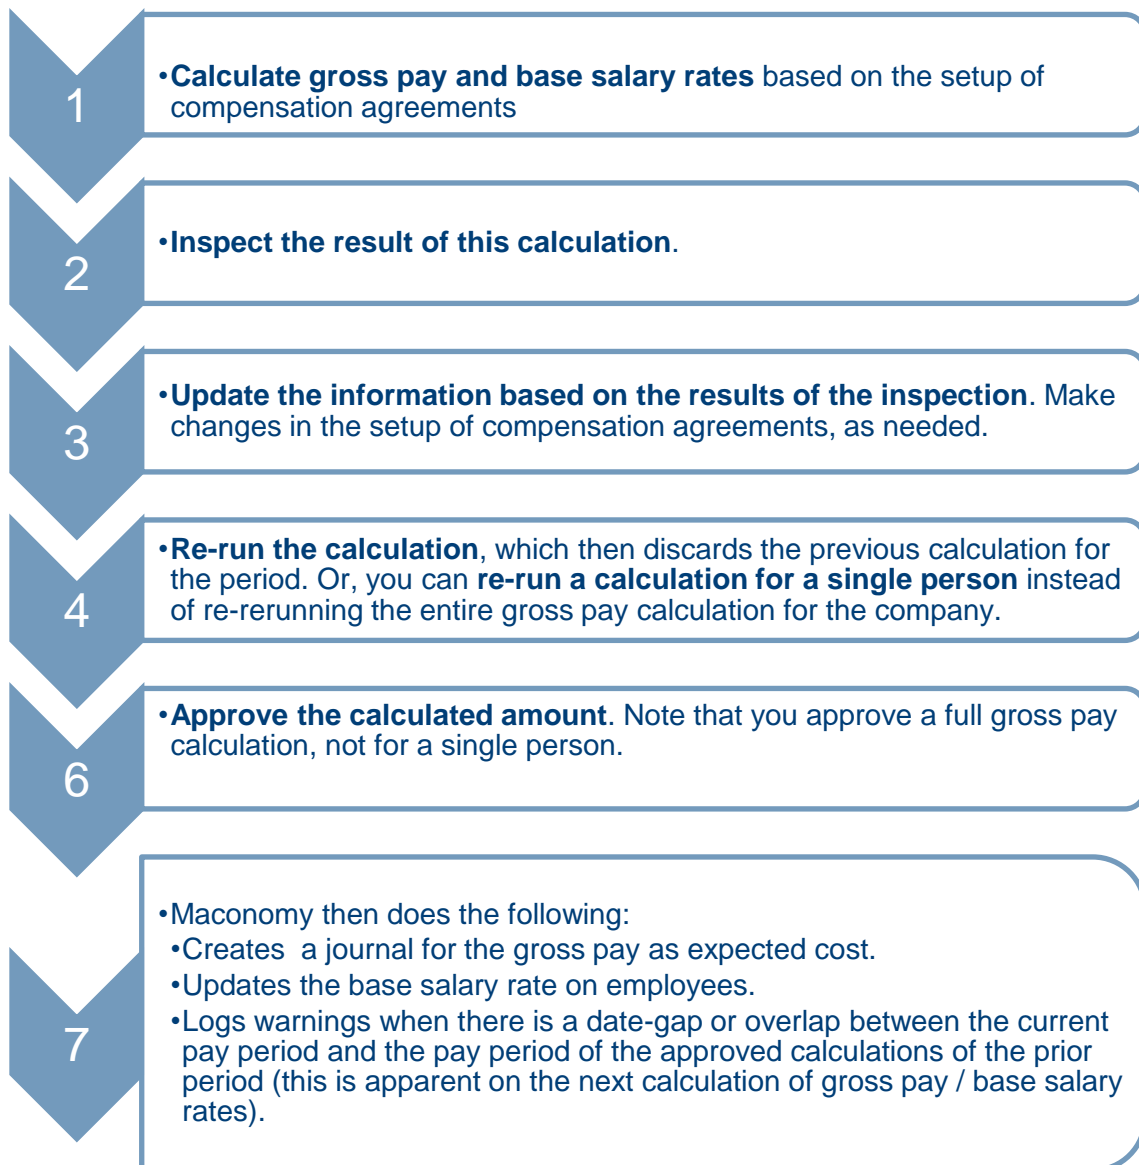 1
•Calculate gross pay and base salary rates based on the setup of
compensation agreements
2
•Inspect the result of this calculation.
3
•Update the information based on the results of the inspection. Make
changes in the setup of compensation agreements, as needed.
4
•Re-run the calculation, which then discards the previous calculation for
the period. Or, you can re-run a calculation for a single person instead
of re-rerunning the entire gross pay calculation for the company.
6
•Approve the calculated amount. Note that you approve a full gross pay
calculation, not for a single person.
7
•Maconomy then does the following:
•Creates a journal for the gross pay as expected cost.
•Updates the base salary rate on employees.
•Logs warnings when there is a date-gap or overlap between the current
pay period and the pay period of the approved calculations of the prior
period (this is apparent on the next calculation of gross pay / base salary
rates).